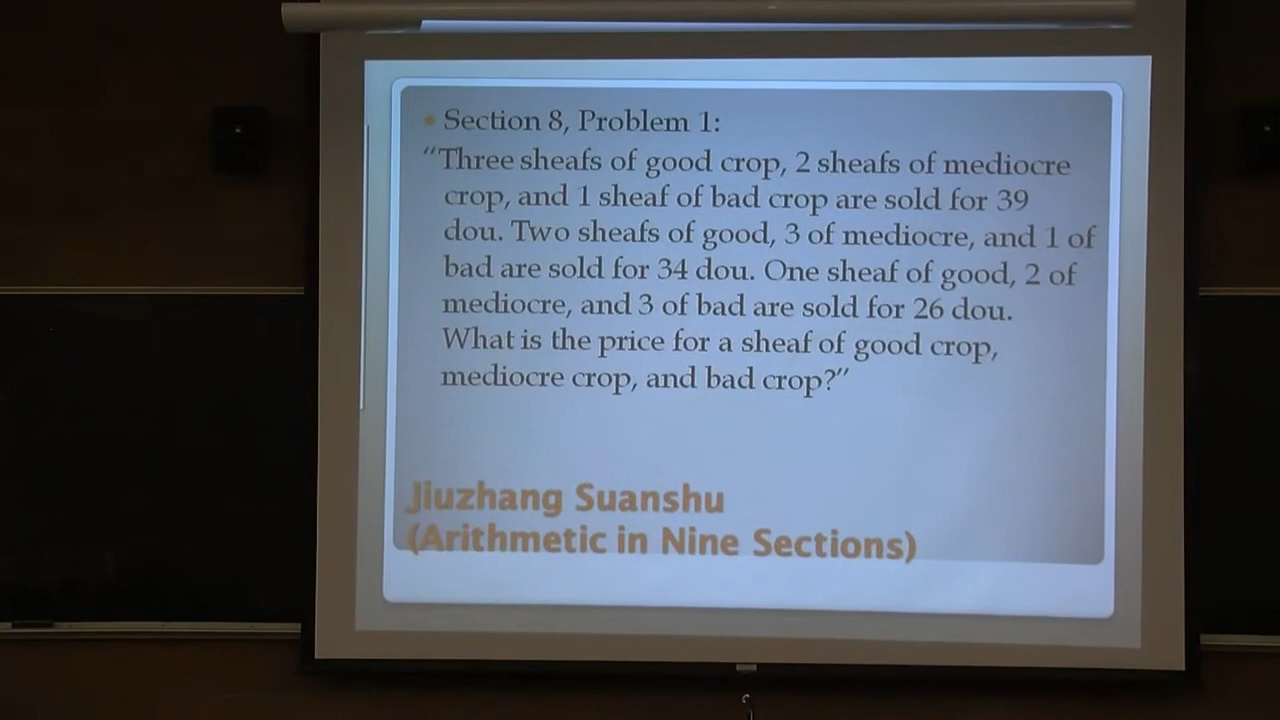 Section 8, Problem 1:
“Three sheafs of good crop, 2 sheafs of mediocre
crop, and 1 sheaf of bad crop are sold for 39
dou. Two sheafs of good, 3 of mediocre, and 1 of
bad are sold for 34 dou. One sheaf of good, 2 of
mediocre, and 3 of bad are sold for 26 dou.
What is the price for a sheaf of good crop,
mediocre crop, and bad crop?”
Jiuzhang Suanshu
(Arithmetic in Nine Sections)